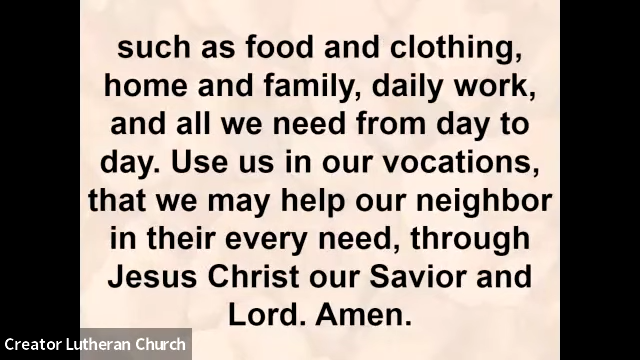 such as food and clothing,
home and family, daily work,
and all we need from day to
day. Use us in our vocations,
that we may help our neighbor
in their every need, through
Jesus Christ our Savior and
Lord. Amen.
Creator Lutheran Church